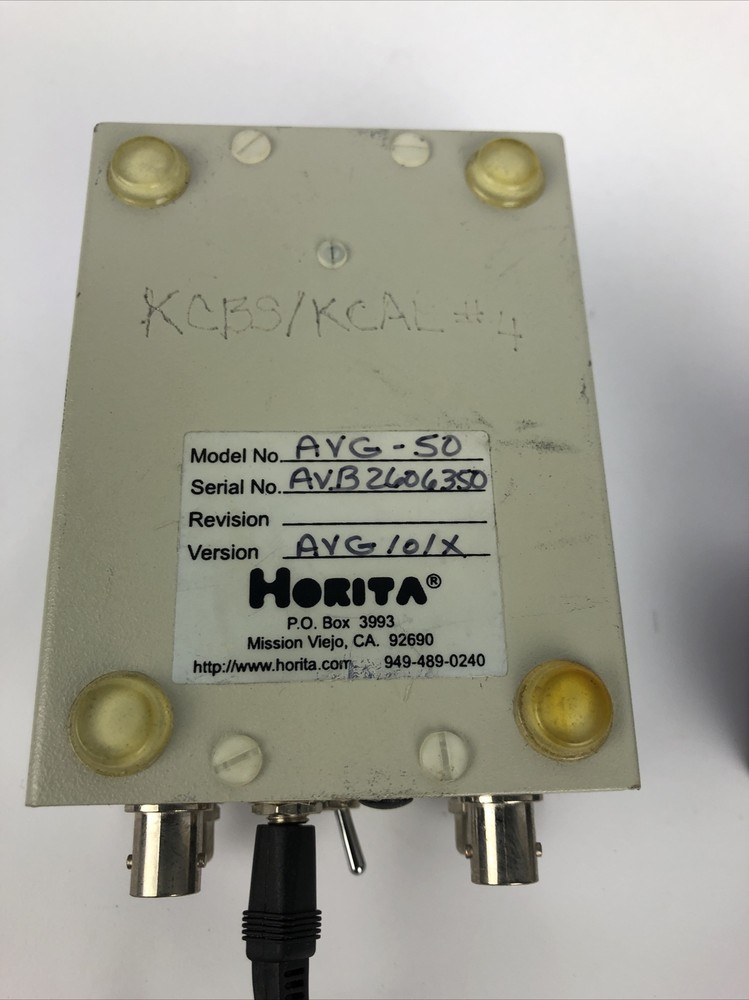 KCBS/KCAL #4
Model No. AVG-50
Serial No. AVB2606350
Revision
Version AVG101X
HORITA®
P.O. Box 3993
Mission Viejo, CA. 92690
http://www.horita.com 949-489-0240